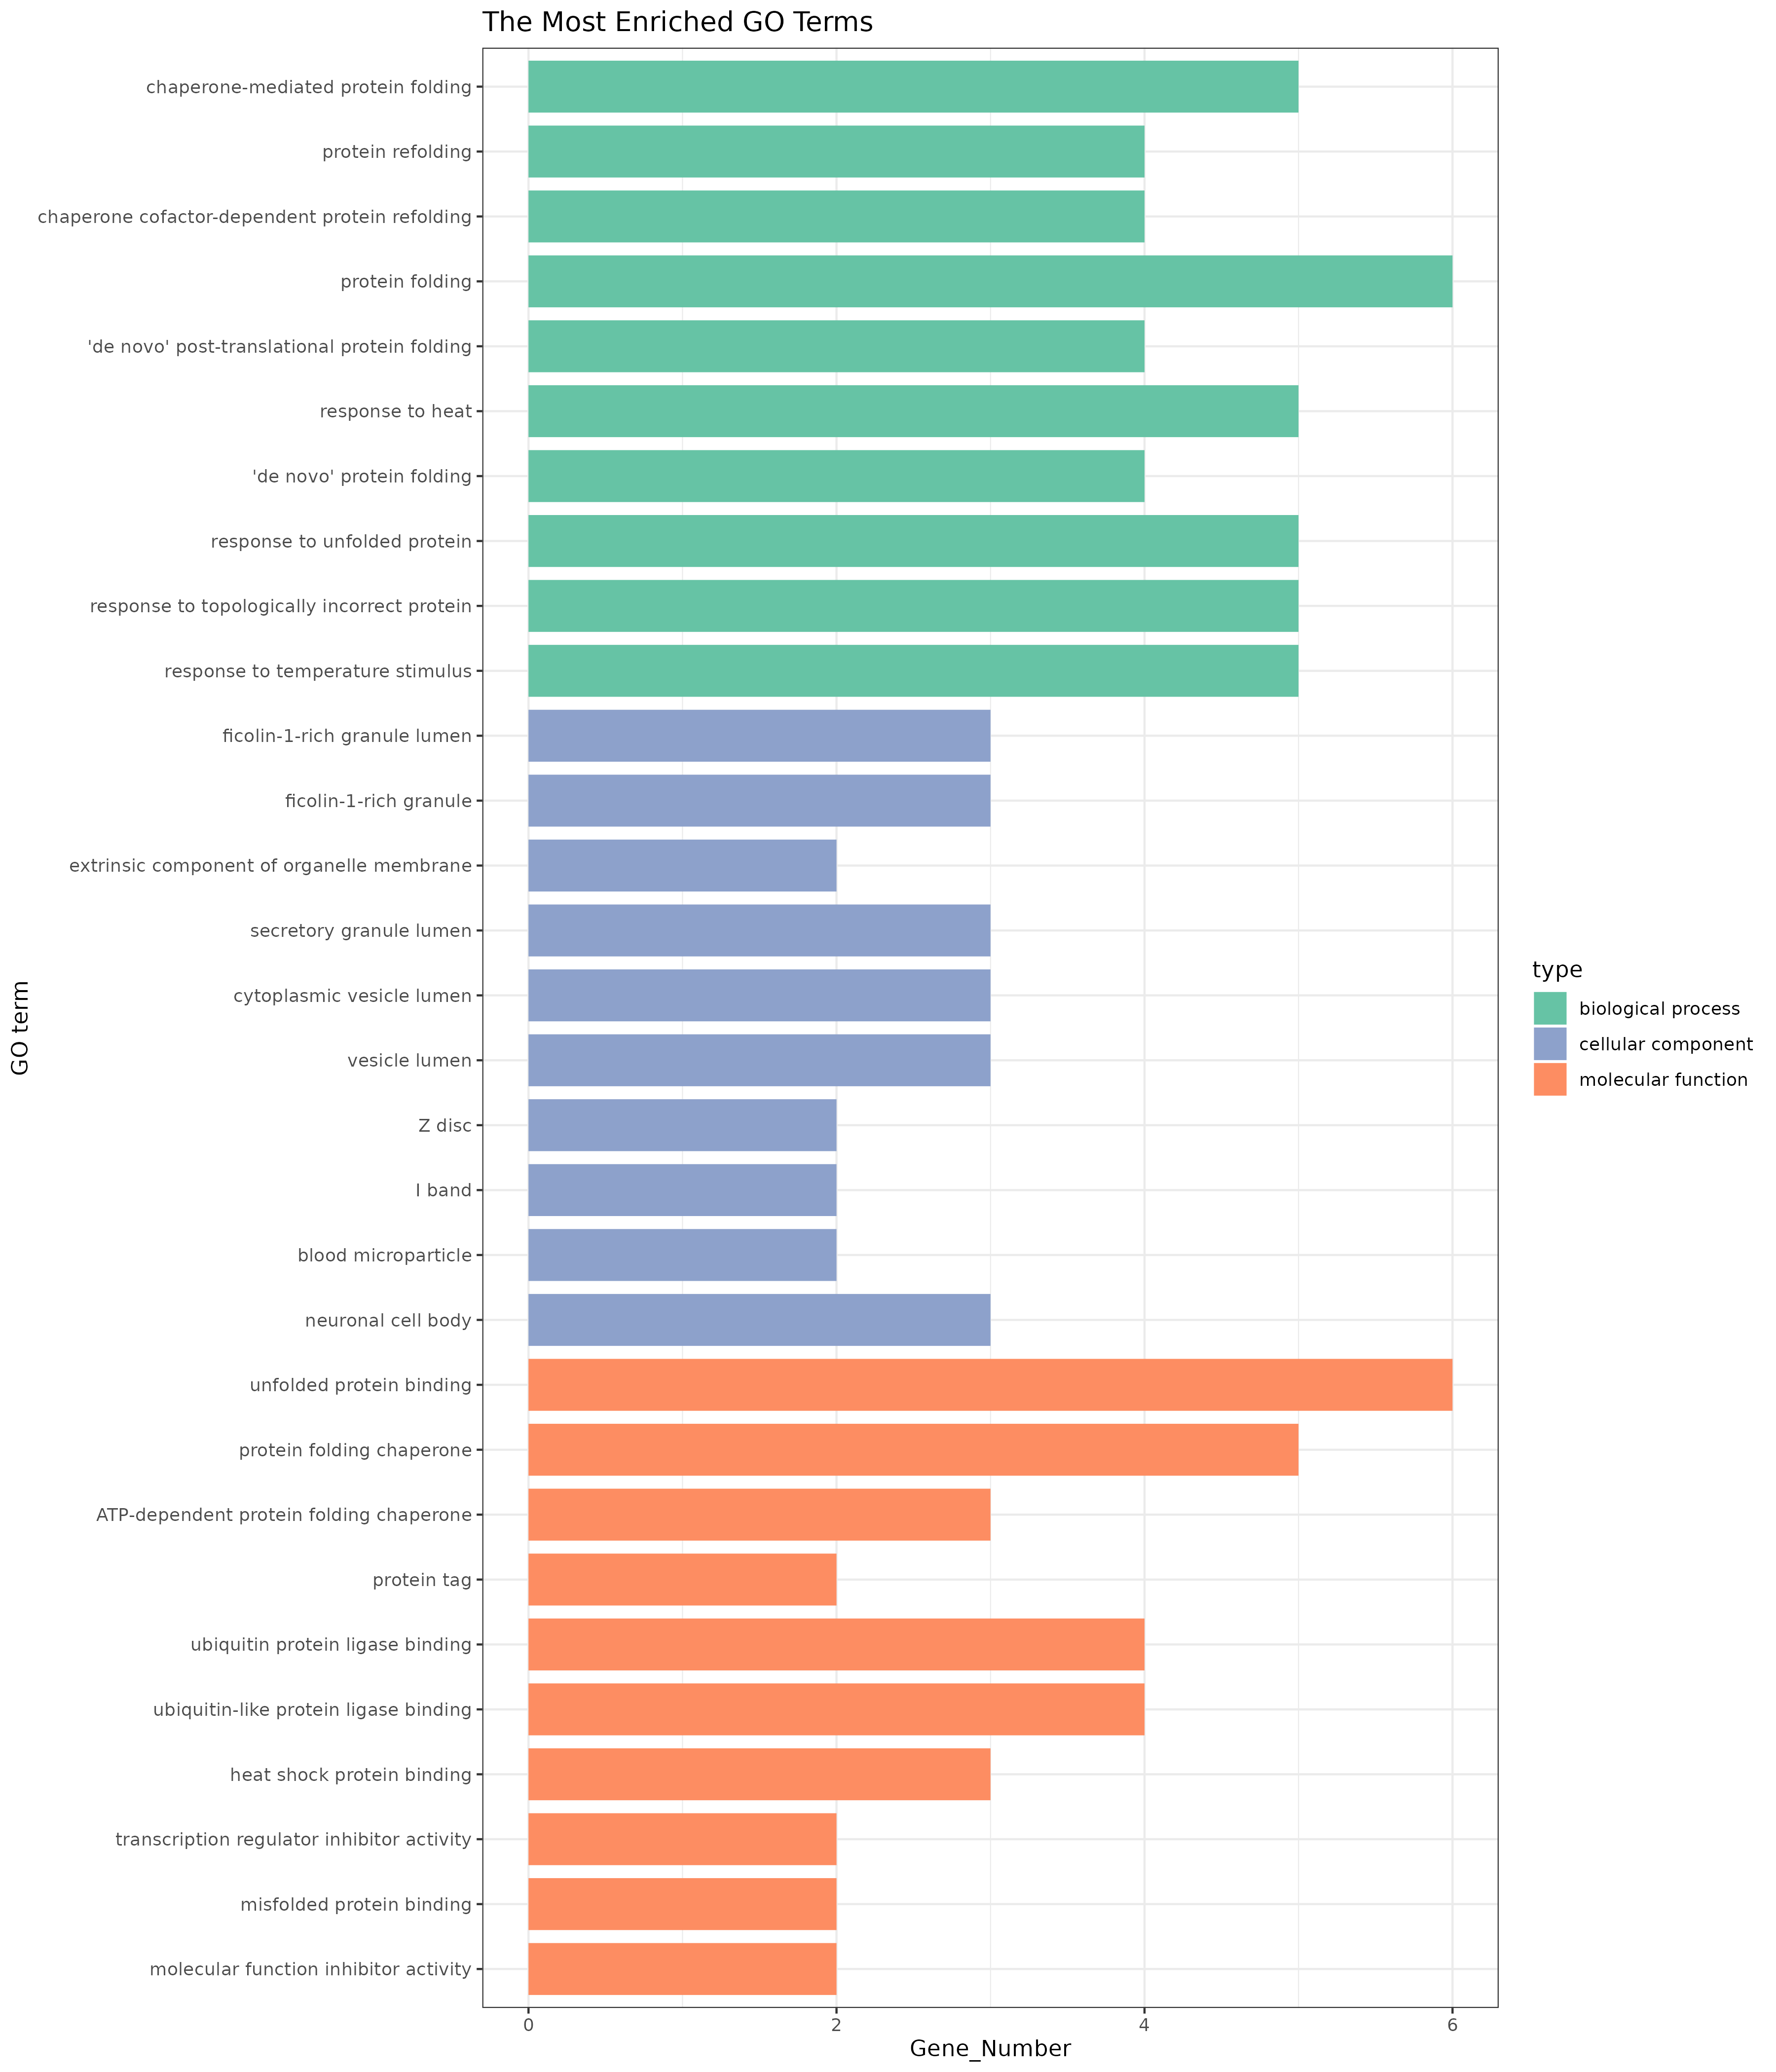 The Most Enriched GO Terms
chaperone-mediated protein folding
protein refolding
chaperone cofactor-dependent protein refolding
protein folding
'de novo' post-translational protein folding
response to heat
'de novo' protein folding
response to unfolded protein
response to topologically incorrect protein
response to temperature stimulus
ficolin-1-rich granule lumen
ficolin-1-rich granule
extrinsic component of organelle membrane
secretory granule lumen
cytoplasmic vesicle lumen
vesicle lumen
Z disc
I band
blood microparticle
neuronal cell body
unfolded protein binding
protein folding chaperone
ATP-dependent protein folding chaperone
protein tag
ubiquitin protein ligase binding
ubiquitin-like protein ligase binding
heat shock protein binding
transcription regulator inhibitor activity
misfolded protein binding
molecular function inhibitor activity
GO term
0 2 4 6
Gene_Number
type
biological process
cellular component
molecular function